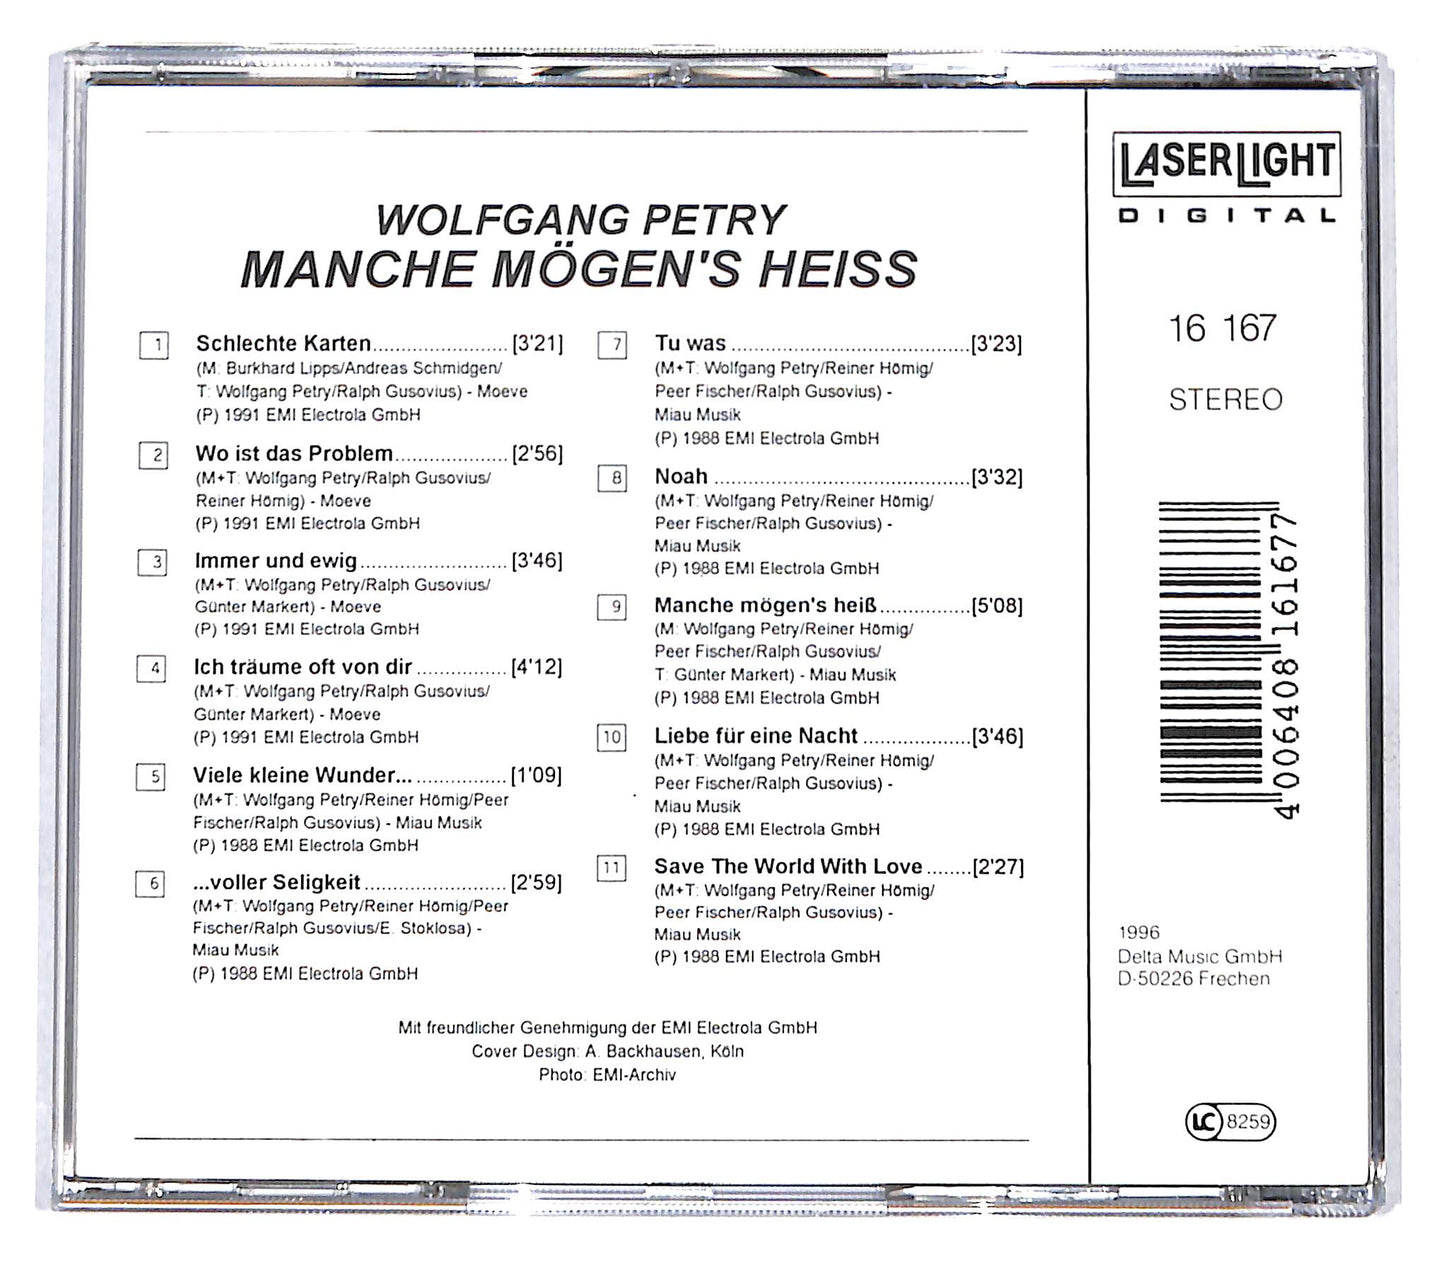 WOLFGANG PETRY
MANCHE MÖGEN'S HEISS
1 Schlechte Karten...................... [3'21]
(M: Burkhard Lipps/Andreas Schmidgen/
T: Wolfgang Petry/Ralph Gusovius) - Moeve
(P) 1991 EMI Electrola GmbH
2 Wo ist das Problem................... [2'56]
(M+T: Wolfgang Petry/Ralph Gusovius/
Reiner Hömig) - Moeve
(P) 1991 EMI Electrola GmbH
3 Immer und ewig........................ [3'46]
(M+T: Wolfgang Petry/Ralph Gusovius/
Günter Markert) - Moeve
(P) 1991 EMI Electrola GmbH
4 Ich träume oft von dir ............... [4'12]
(M+T: Wolfgang Petry/Ralph Gusovius/
Günter Markert) - Moeve
(P) 1991 EMI Electrola GmbH
5 Viele kleine Wunder.................. [1'09]
(M+T: Wolfgang Petry/Reiner Hömig/Peer
Fischer/Ralph Gusovius) - Miau Musik
(P) 1988 EMI Electrola GmbH
6 ...voller Seligkeit........................ [2'59]
(M+T: Wolfgang Petry/Reiner Hömig/Peer
Fischer/Ralph Gusovius/E. Stoklosa) -
Miau Musik
(P) 1988 EMI Electrola GmbH
7 Tu was ........................................[3'23]
(M+T: Wolfgang Petry/Reiner Hömig/
Peer Fischer/Ralph Gusovius) -
Miau Musik
(P) 1988 EMI Electrola GmbH
8 Noah ...........................................[3'32]
(M+T: Wolfgang Petry/Reiner Hömig/
Peer Fischer/Ralph Gusovius) -
Miau Musik
(P) 1988 EMI Electrola GmbH
9 Manche mögen's heiß...............[5'08]
(M: Wolfgang Petry/Reiner Hömig/
Peer Fischer/Ralph Gusovius/
T: Günter Markert) - Miau Musik
(P) 1988 EMI Electrola GmbH
10 Liebe für eine Nacht ..................[3'46]
(M+T: Wolfgang Petry/Reiner Hömig/
Peer Fischer/Ralph Gusovius) -
Miau Musik
(P) 1988 EMI Electrola GmbH
11 Save The World With Love........[2'27]
(M+T: Wolfgang Petry/Reiner Hömig/
Peer Fischer/Ralph Gusovius) -
Miau Musik
(P) 1988 EMI Electrola GmbH
Mit freundlicher Genehmigung der EMI Electrola GmbH
Cover Design: A. Backhausen, Köln
Photo: EMI-Archiv
LASERLIGHT
DIGITAL
16 167
STEREO
4 006408 161677
1996
Delta Music GmbH
D-50226 Frechen
LC 8259